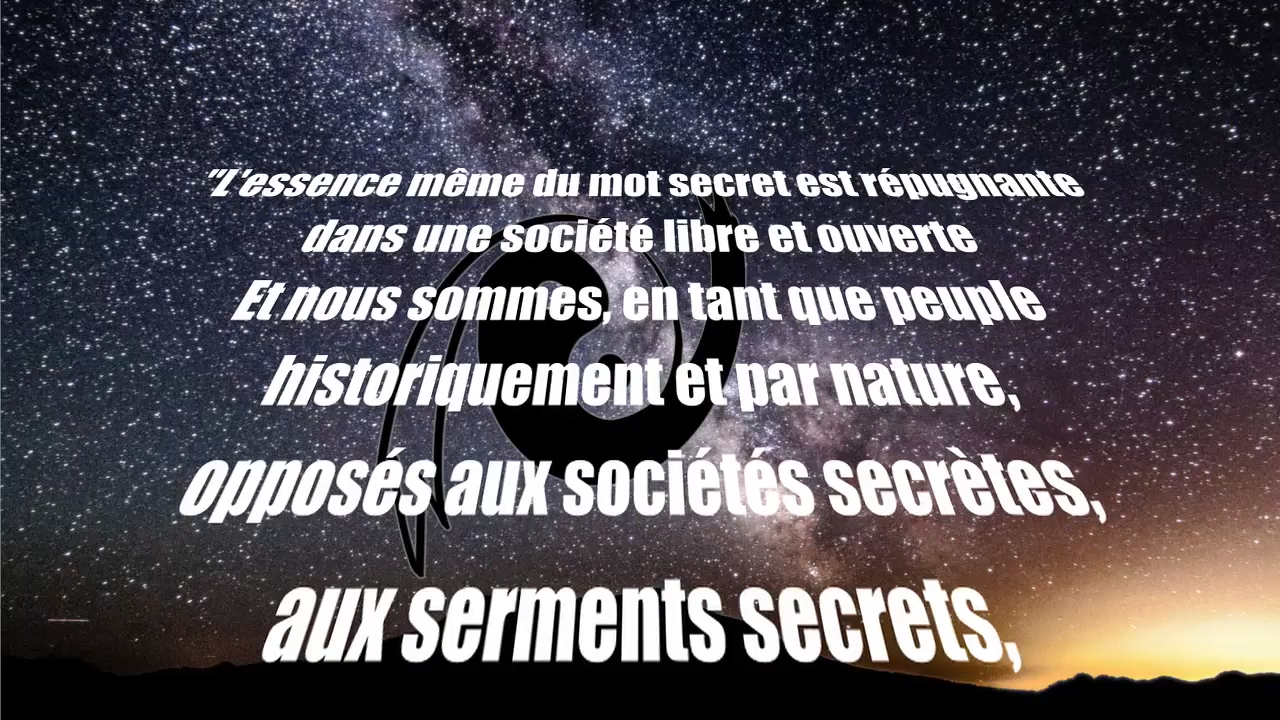 "L'essence même du mot secret est répugnante
dans une société libre et ouverte
Et nous sommes, en tant que peuple
historiquement et par nature,
opposés aux sociétés secrètes,
aux serments secrets,